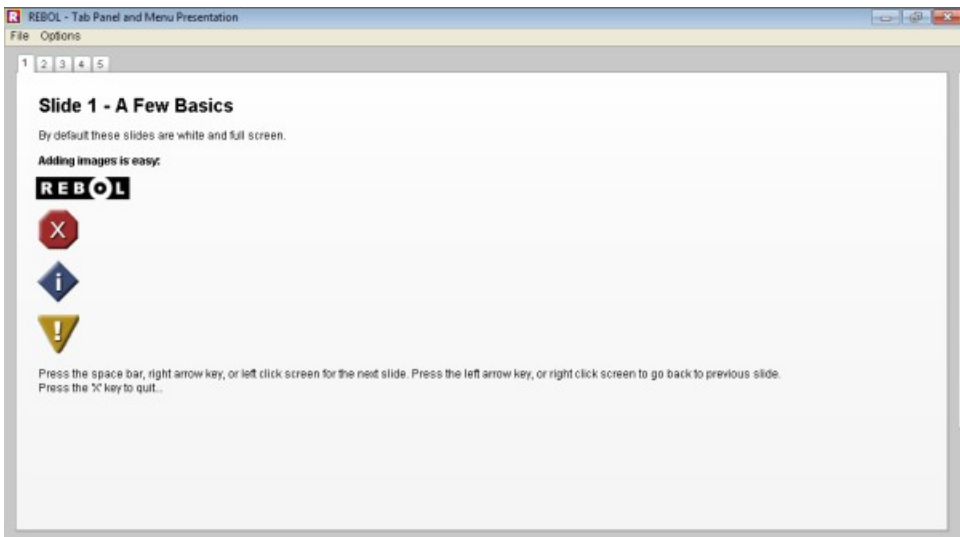 REBOL - Tab Panel and Menu Presentation
File Options
1 2 3 4 5
Slide 1 - A Few Basics
By default these slides are white and full screen.
Adding images is easy:
REBOL
X
i
!
Press the space bar, right arrow key, or left click screen for the next slide. Press the left arrow key, or right click screen to go back to previous slide.
Press the 'X' key to quit...